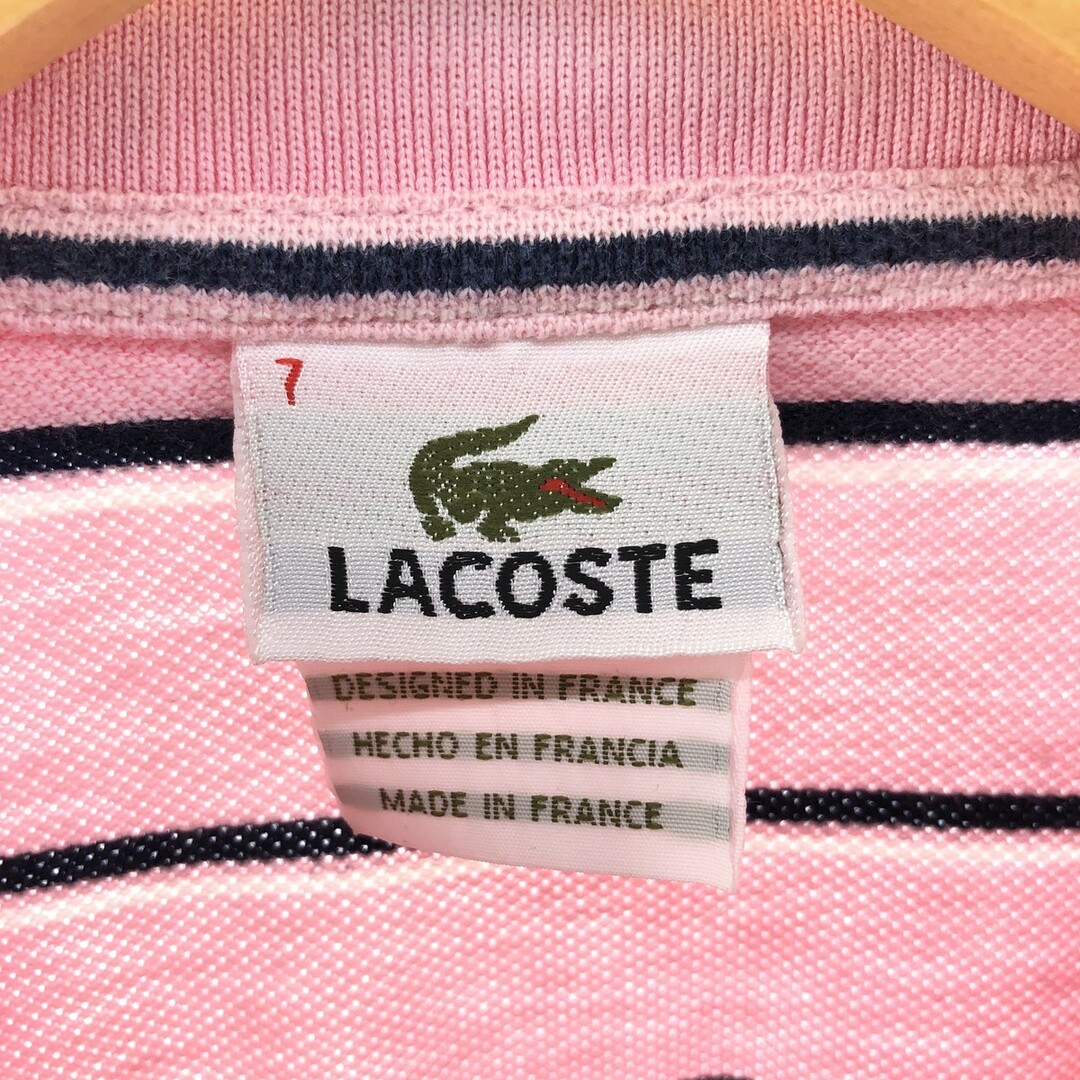 7
LACOSTE
DESIGNED IN FRANCE
HECHO EN FRANCIA
MADE IN FRANCE